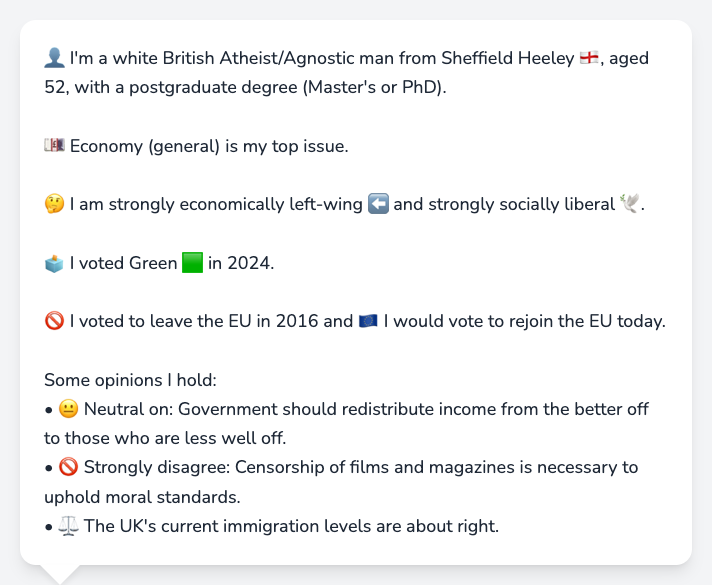 👤 I'm a white British Atheist/Agnostic man from Sheffield Heeley 🏴󠁧󠁢󠁥󠁮󠁧󠁿, aged
52, with a postgraduate degree (Master's or PhD).
💷 Economy (general) is my top issue.
🤔 I am strongly economically left-wing ⬅️ and strongly socially liberal 🕊️.
🗳️ I voted Green 🟩 in 2024.
🚫 I voted to leave the EU in 2016 and 🇪🇺 I would vote to rejoin the EU today.
Some opinions I hold:
• 😐 Neutral on: Government should redistribute income from the better off
to those who are less well off.
• 🚫 Strongly disagree: Censorship of films and magazines is necessary to
uphold moral standards.
• ⚖️ The UK's current immigration levels are about right.